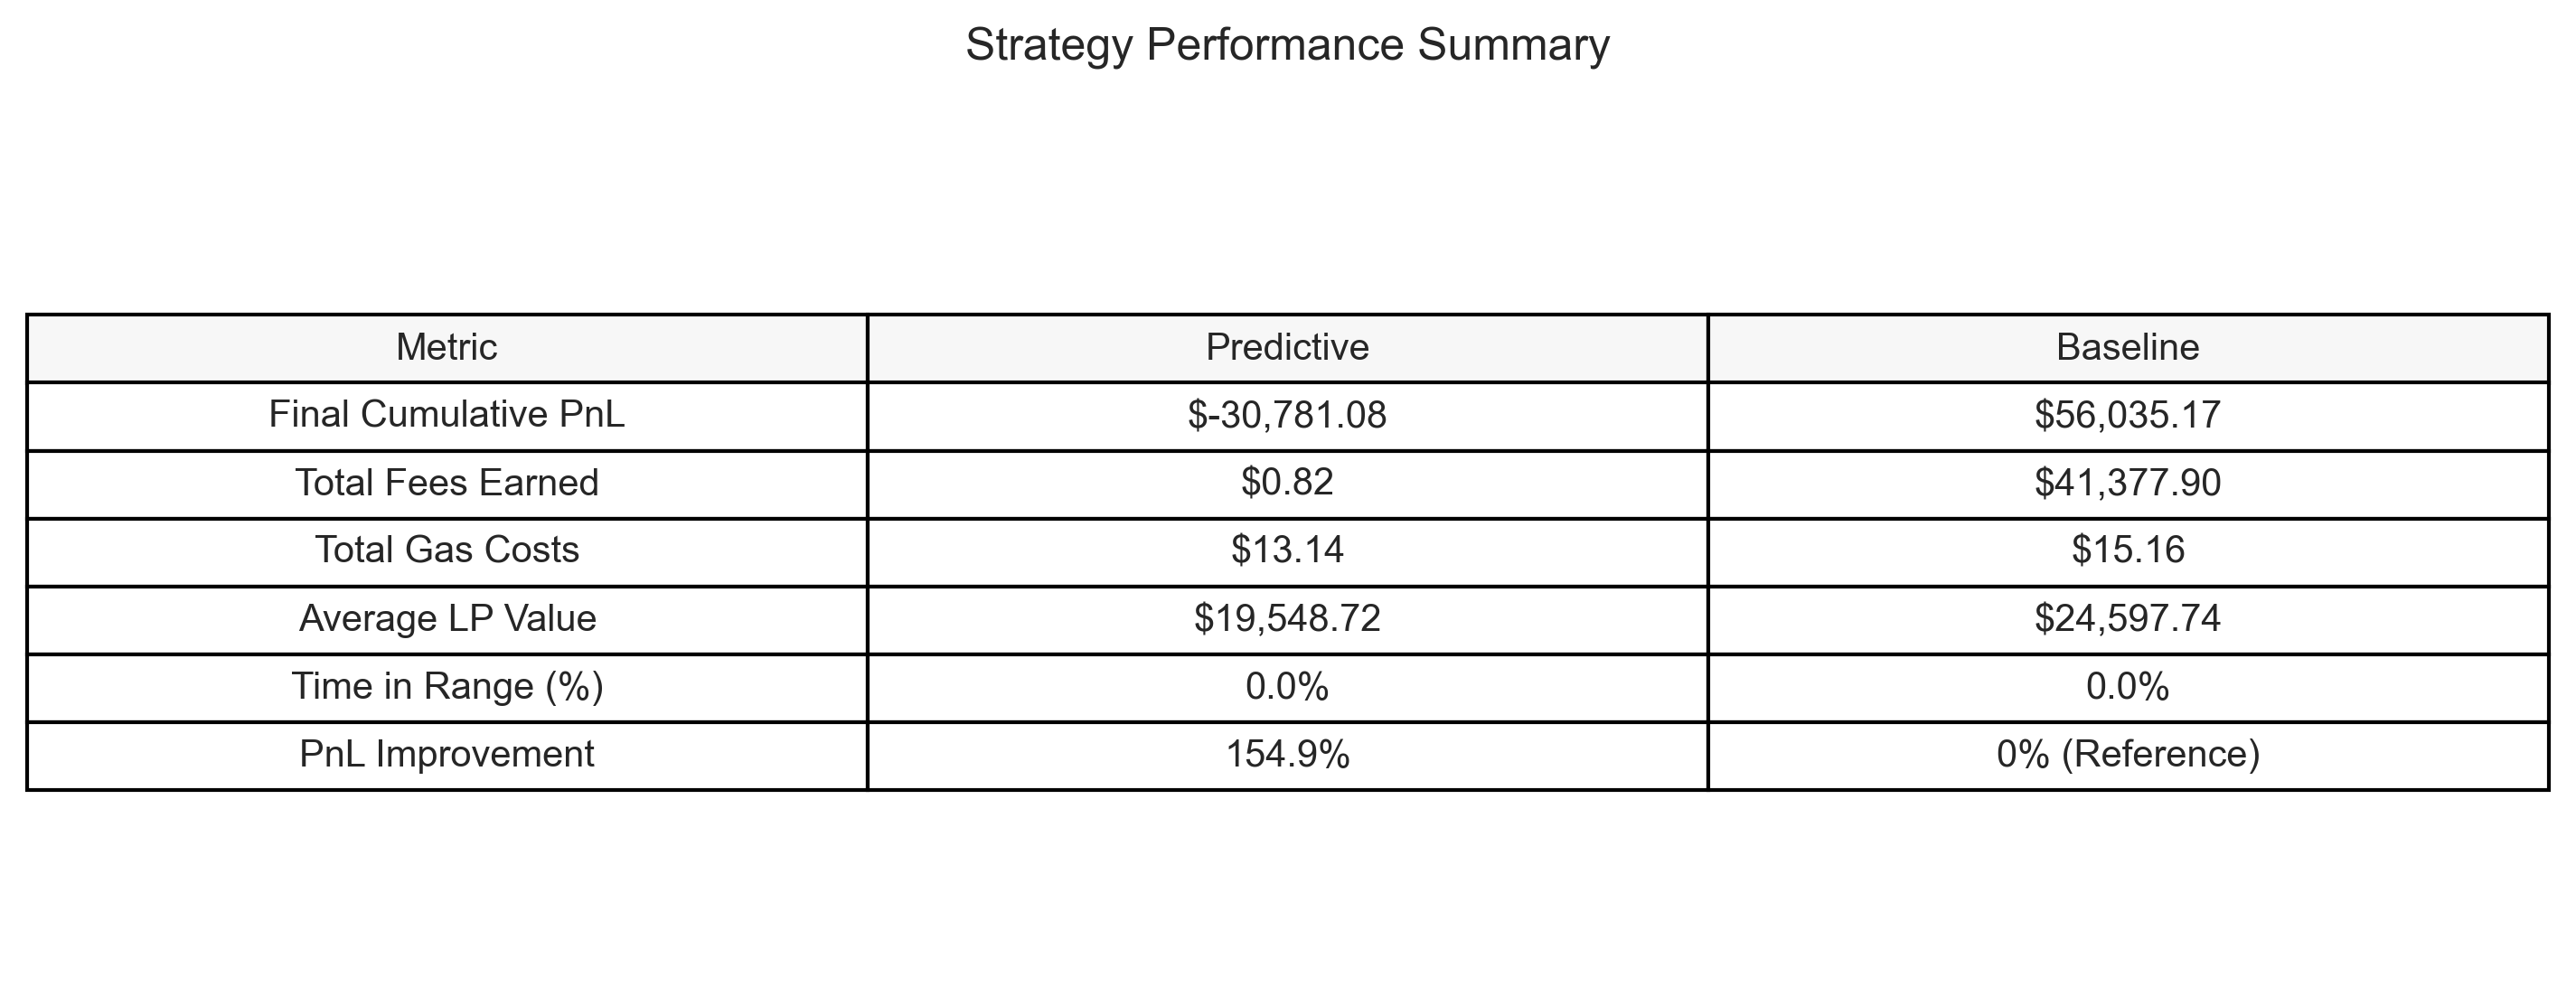 Strategy Performance Summary
Metric Predictive Baseline
Final Cumulative PnL $-30,781.08 $56,035.17
Total Fees Earned $0.82 $41,377.90
Total Gas Costs $13.14 $15.16
Average LP Value $19,548.72 $24,597.74
Time in Range (%) 0.0% 0.0%
PnL Improvement 154.9% 0% (Reference)